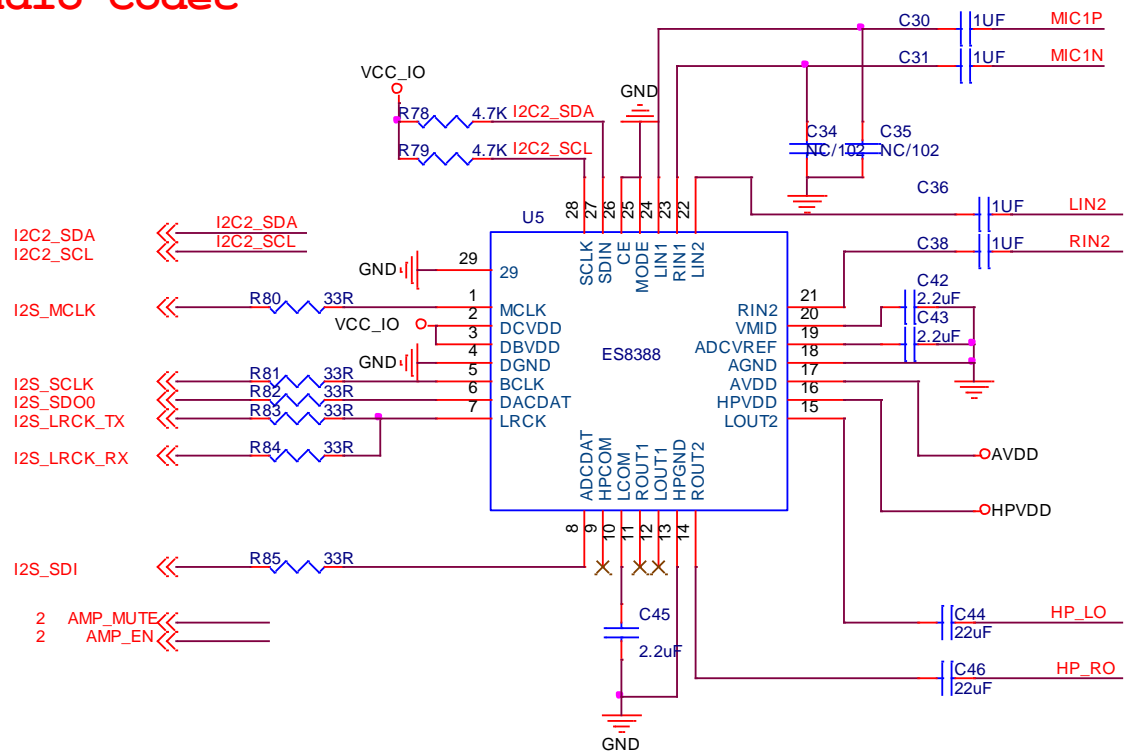 C30 1UF MIC1P
C31 1UF MIC1N
VCC_IO
GND
R78 4.7K I2C2_SDA
R79 4.7K I2C2_SCL
C34 C35
NC/102 NC/102
C36 1UF LIN2
C38 1UF RIN2
U5
28 27 26 25 24 23 22
SCLK SDIN CE MODE LIN1 RIN1 LIN2
I2C2_SDA I2C2_SDA
I2C2_SCL I2C2_SCL
GND 29 29
I2S_MCLK R80 33R 1 MCLK
VCC_IO 2 DCVDD
3 DBVDD
GND 4 DGND
I2S_SCLK R81 33R 5 BCLK
I2S_SDO0 R82 33R 6 DACDAT
I2S_LRCK_TX R83 33R 7 LRCK
I2S_LRCK_RX R84 33R
ES8388
RIN2 21
VMID 20 C42 2.2uF
ADCVREF 19 C43 2.2uF
AGND 18
AVDD 17
HPVDD 16
LOUT2 15
AVDD
HPVDD
ADCDAT HPCOM LCOM ROUT1 LOUT1 HPGND ROUT2
8 9 10 11 12 13 14
I2S_SDI R85 33R
2 AMP_MUTE
2 AMP_EN
C45
2.2uF
GND
C44 22uF HP_LO
C46 22uF HP_RO